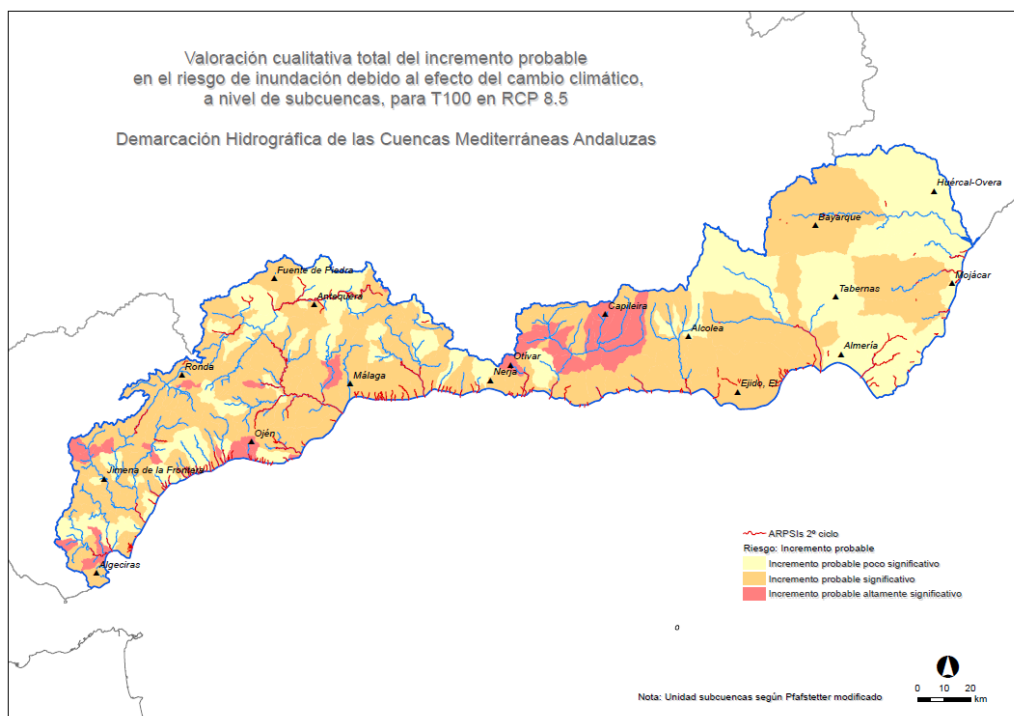 Valoración cualitativa total del incremento probable
en el riesgo de inundación debido al efecto del cambio climático,
a nivel de subcuencas, para T100 en RCP 8.5
Demarcación Hidrográfica de las Cuencas Mediterráneas Andaluzas
Huércal-Overa
Bayarque
Fuente de Piedra
Mojácar
Antequera
Tabernas
Capileira
Alcolea
Almería
Otívar
Ronda
Málaga
Nerja
Ejido, El
Ojén
Jimena de la Frontera
Algeciras
ARPSIs 2º ciclo
Riesgo: Incremento probable
Incremento probable poco significativo
Incremento probable significativo
Incremento probable altamente significativo
Nota: Unidad subcuencas según Pfafstetter modificado
0 10 20
km